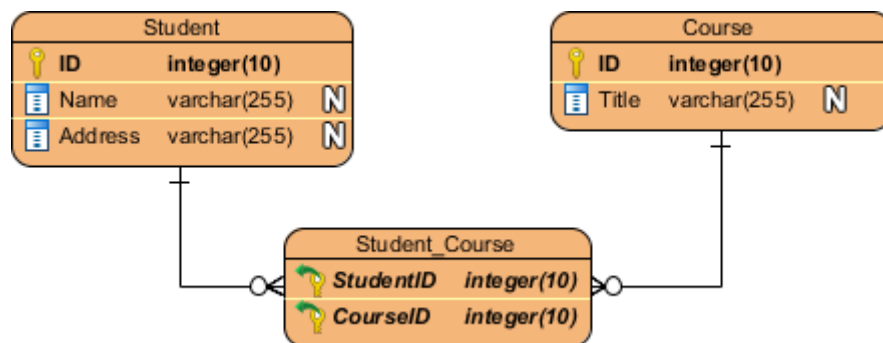 Student
ID integer(10)
Name varchar(255) N
Address varchar(255) N
Course
ID integer(10)
Title varchar(255) N
Student_Course
StudentID integer(10)
CourseID integer(10)